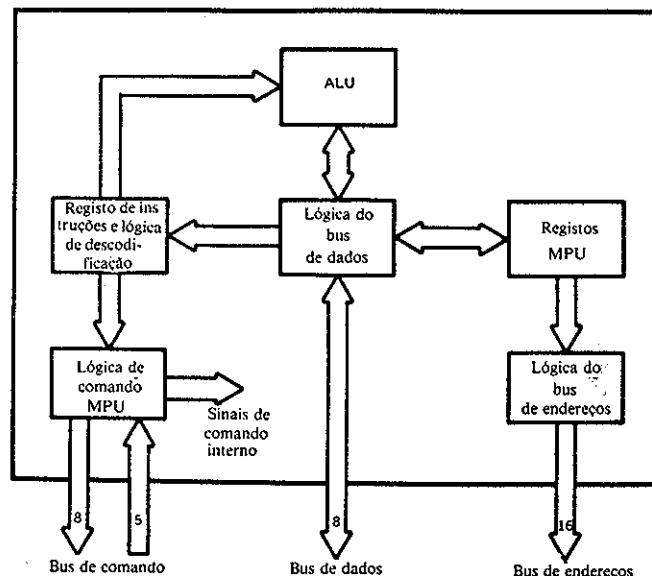 ALU
Registo de ins
truções e lógica
de descodi-
ficação
Lógica do
bus
de dados
Registos
MPU
Lógica de
comando
MPU
Sinais de
comando
interno
Lógica do
bus
de endereços
8
5
8
16
Bus de comando
Bus de dados
Bus de endereços